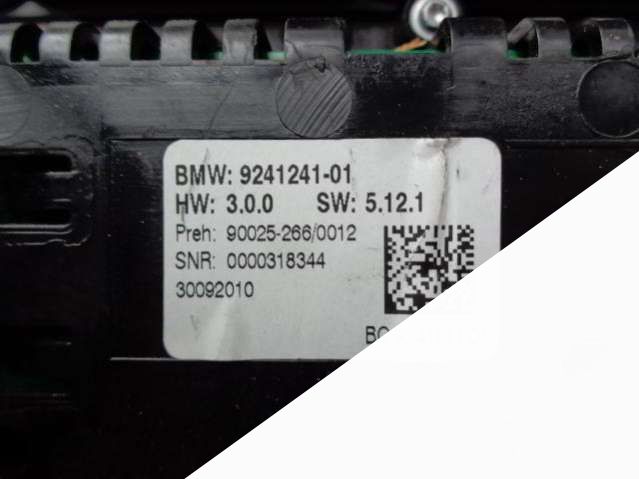 BMW: 9241241-01
HW: 3.0.0 SW: 5.12.1
Preh: 90025-266/0012
SNR: 0000318344
30092010